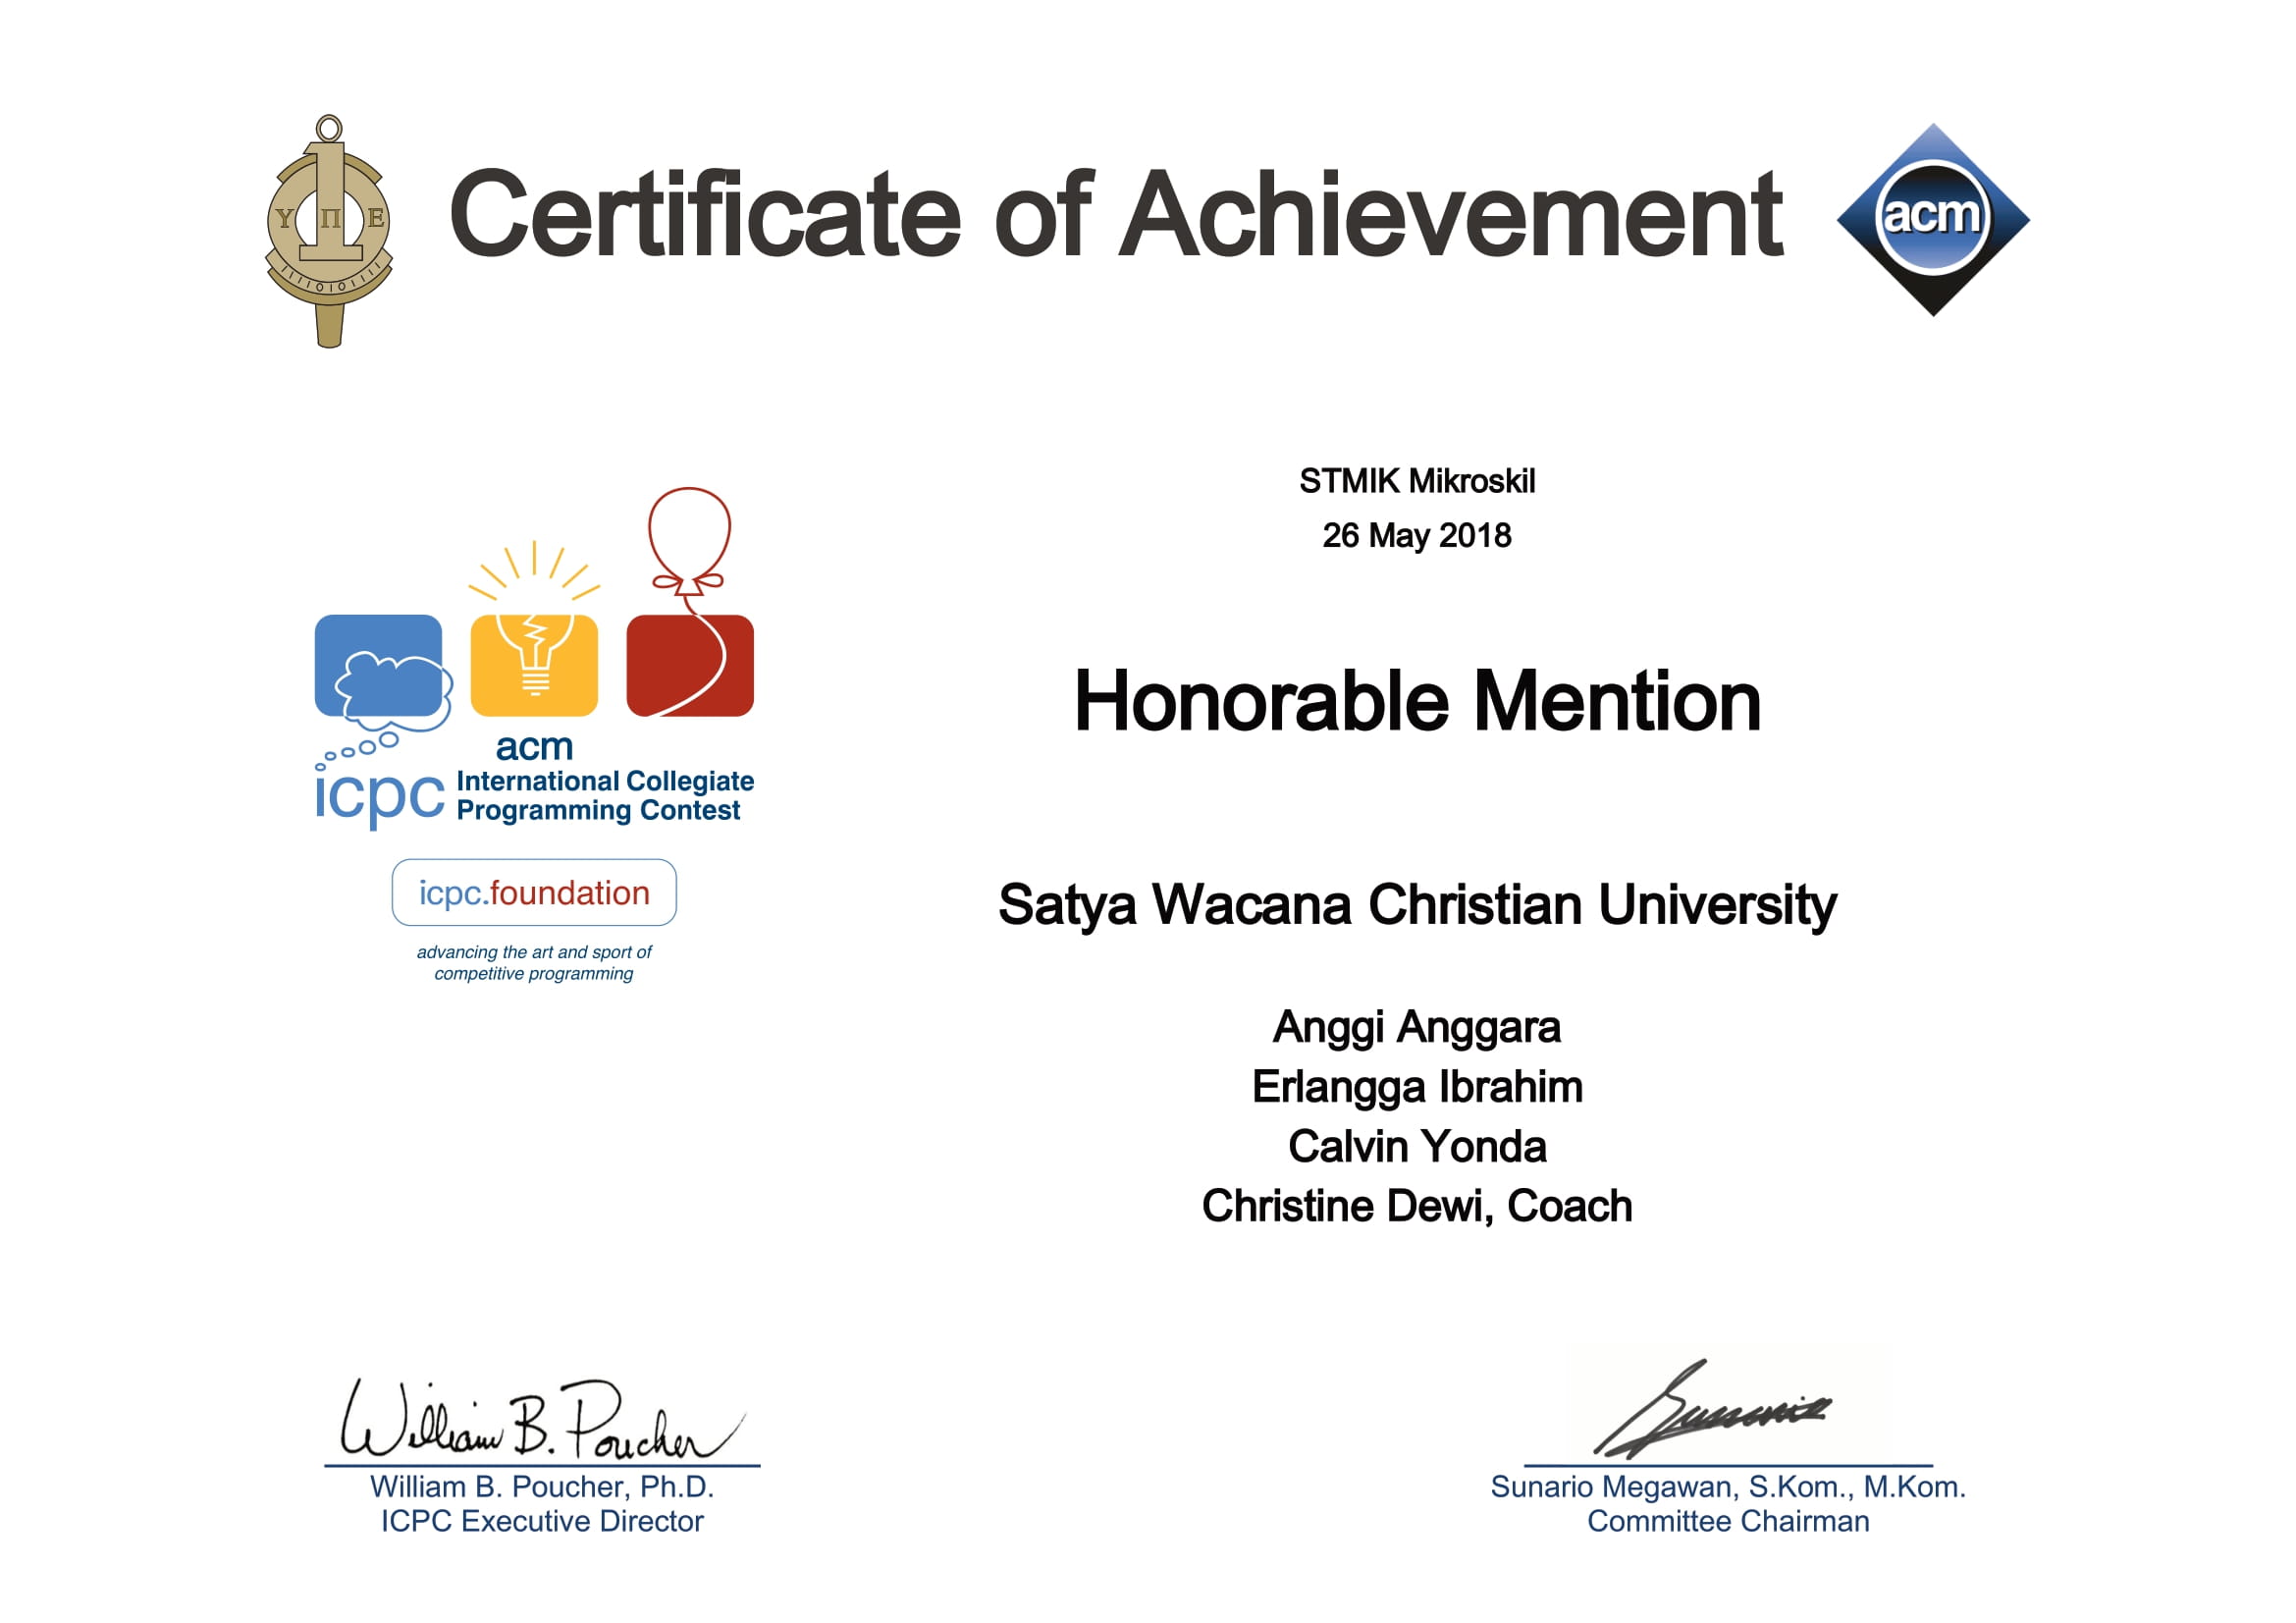 Certificate of Achievement
Υ Π Ε
acm
STMIK Mikroskil
26 May 2018
Honorable Mention
acm
icpc International Collegiate
Programming Contest
icpc.foundation
advancing the art and sport of
competitive programming
Satya Wacana Christian University
Anggi Anggara
Erlangga Ibrahim
Calvin Yonda
Christine Dewi, Coach
William B. Poucher
William B. Poucher, Ph.D.
ICPC Executive Director
Sunario Megawan, S.Kom., M.Kom.
Committee Chairman